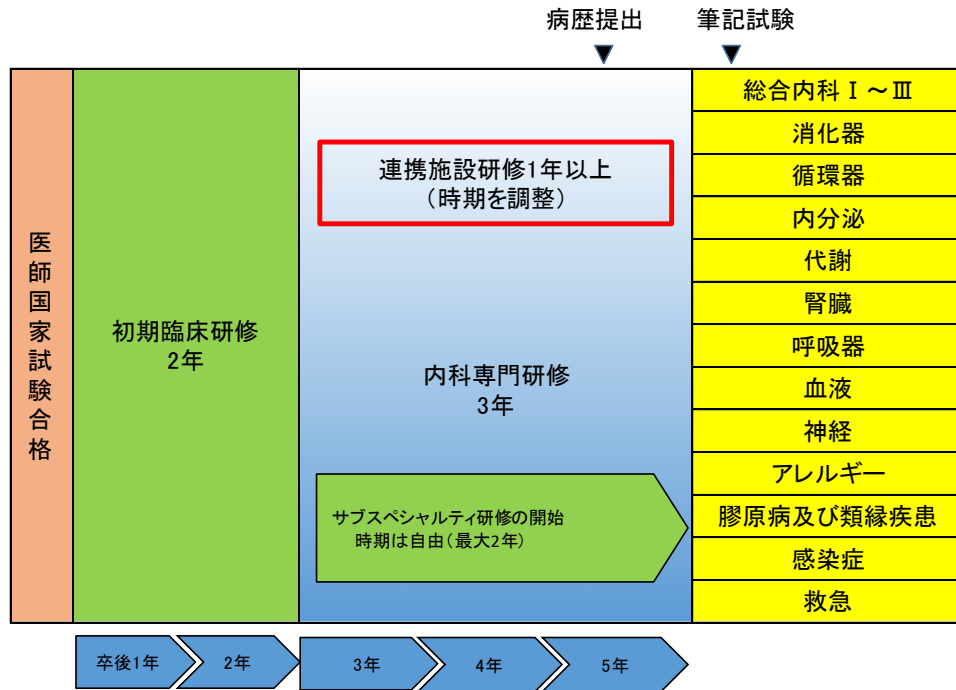 病歴提出
筆記試験
医師国家試験合格
初期臨床研修
2年
連携施設研修1年以上
(時期を調整)
内科専門研修
3年
サブスペシャルティ研修の開始
時期は自由(最大2年)
総合内科Ⅰ～Ⅲ
消化器
循環器
内分泌
代謝
腎臓
呼吸器
血液
神経
アレルギー
膠原病及び類縁疾患
感染症
救急
卒後1年
2年
3年
4年
5年